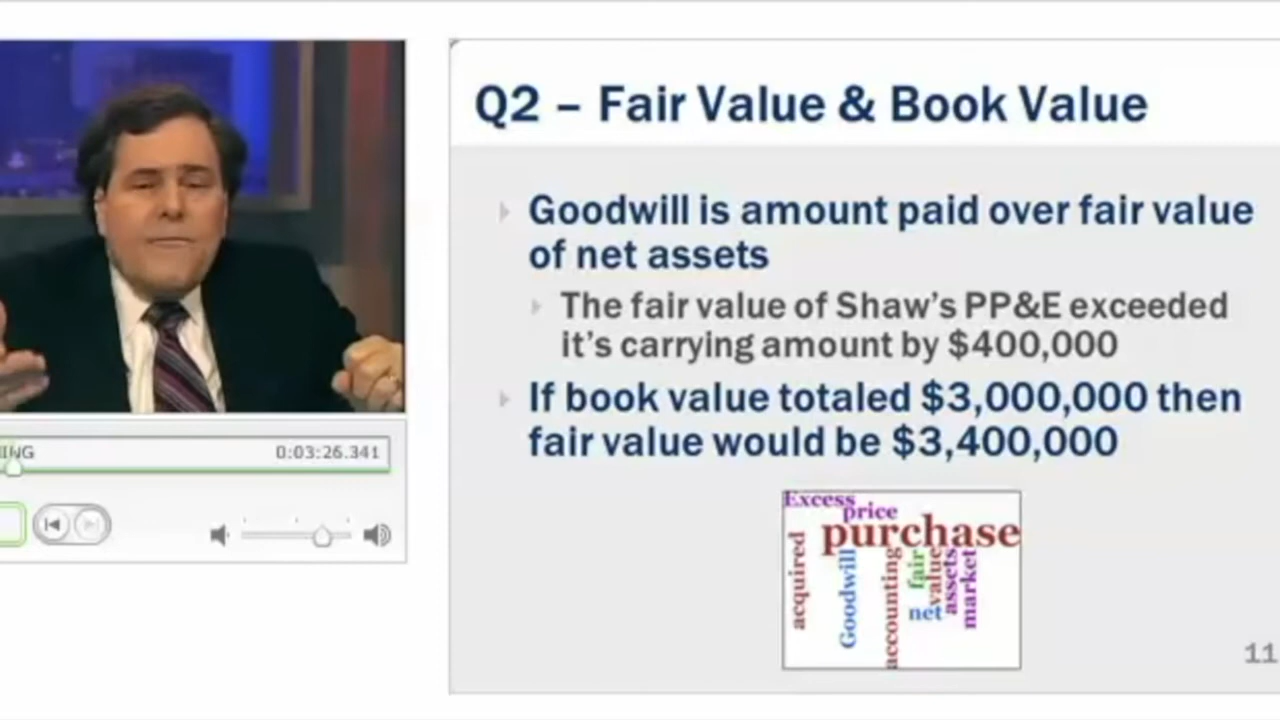 Q2 – Fair Value & Book Value
Goodwill is amount paid over fair value
of net assets
The fair value of Shaw's PP&E exceeded
it's carrying amount by $400,000
If book value totaled $3,000,000 then
fair value would be $3,400,000
0:03:26.341
Excess
price
purchase
acquired
Goodwill
accounting
fair
value
assets
market
net
11